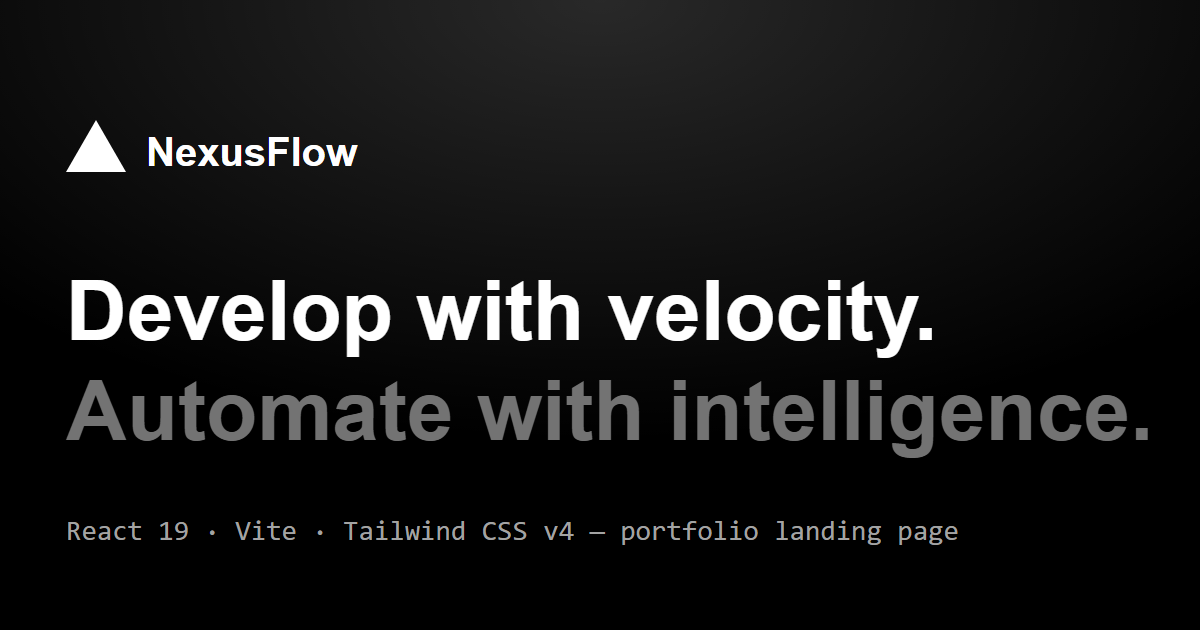 NexusFlow
Develop with velocity.
Automate with intelligence.
React 19 · Vite · Tailwind CSS v4 — portfolio landing page